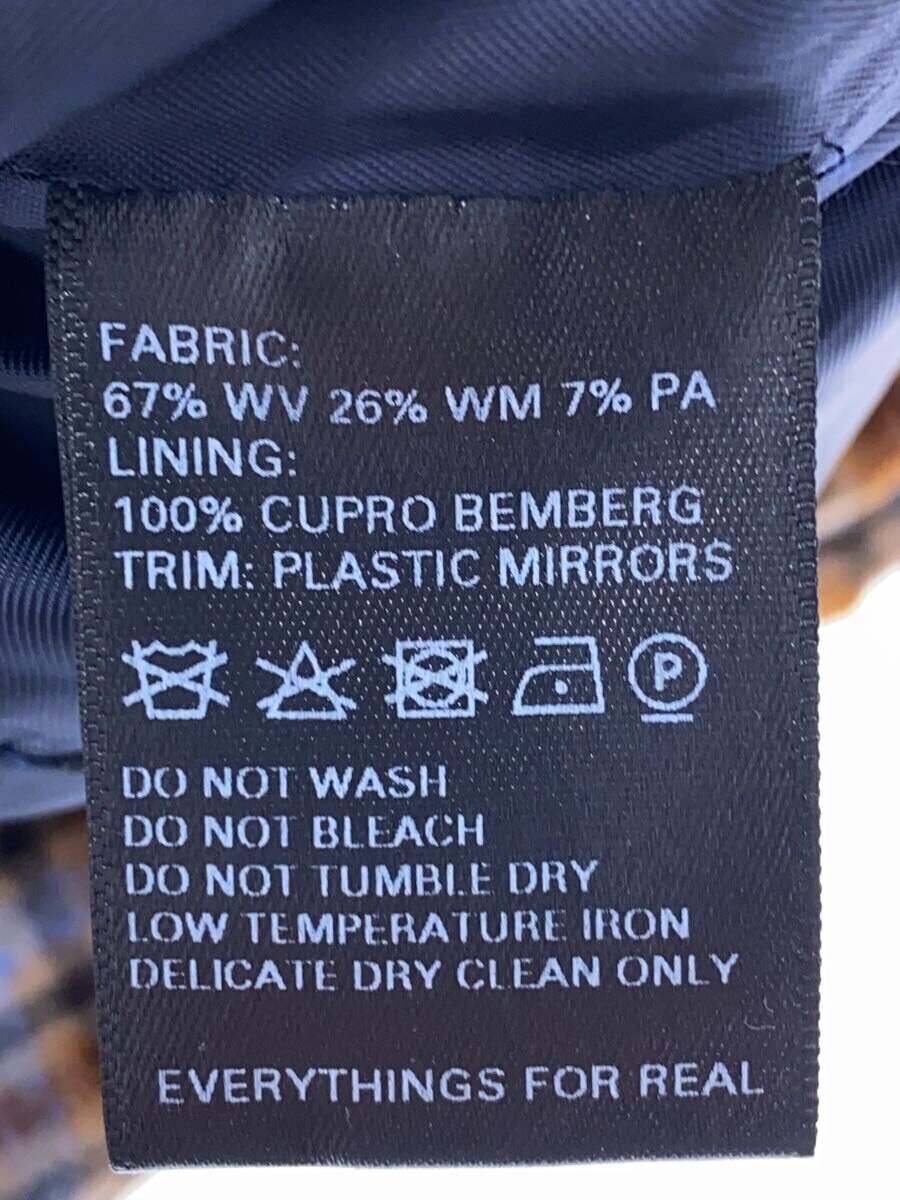 FABRIC:
67% WV 26% WM 7% PA
LINING:
100% CUPRO BEMBERG
TRIM: PLASTIC MIRRORS
P
DO NOT WASH
DO NOT BLEACH
DO NOT TUMBLE DRY
LOW TEMPERATURE IRON
DELICATE DRY CLEAN ONLY
EVERYTHINGS FOR REAL